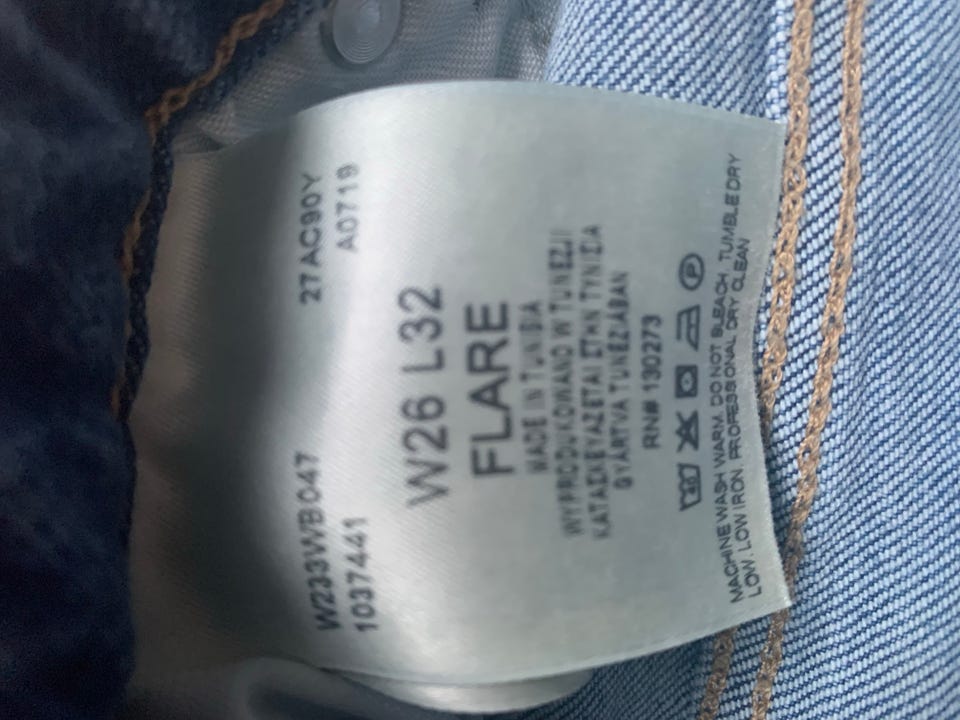 W233WB047 27AC90Y
1037441 A0719
W26 L32
FLARE
MADE IN TUNISIA
WYPRODUKOWANO W TUNEZJI
ΚΑΤΑΣΚΕΥΑΖΕΤΑΙ ΣΤΗΝ ΤΥΝΙΣΙΑ
GYÁRTVA TUNÉZIÁBAN
RN# 130273
P
MACHINE WASH WARM. DO NOT BLEACH. TUMBLE DRY
LOW. LOW IRON. PROFESSIONAL DRY CLEAN